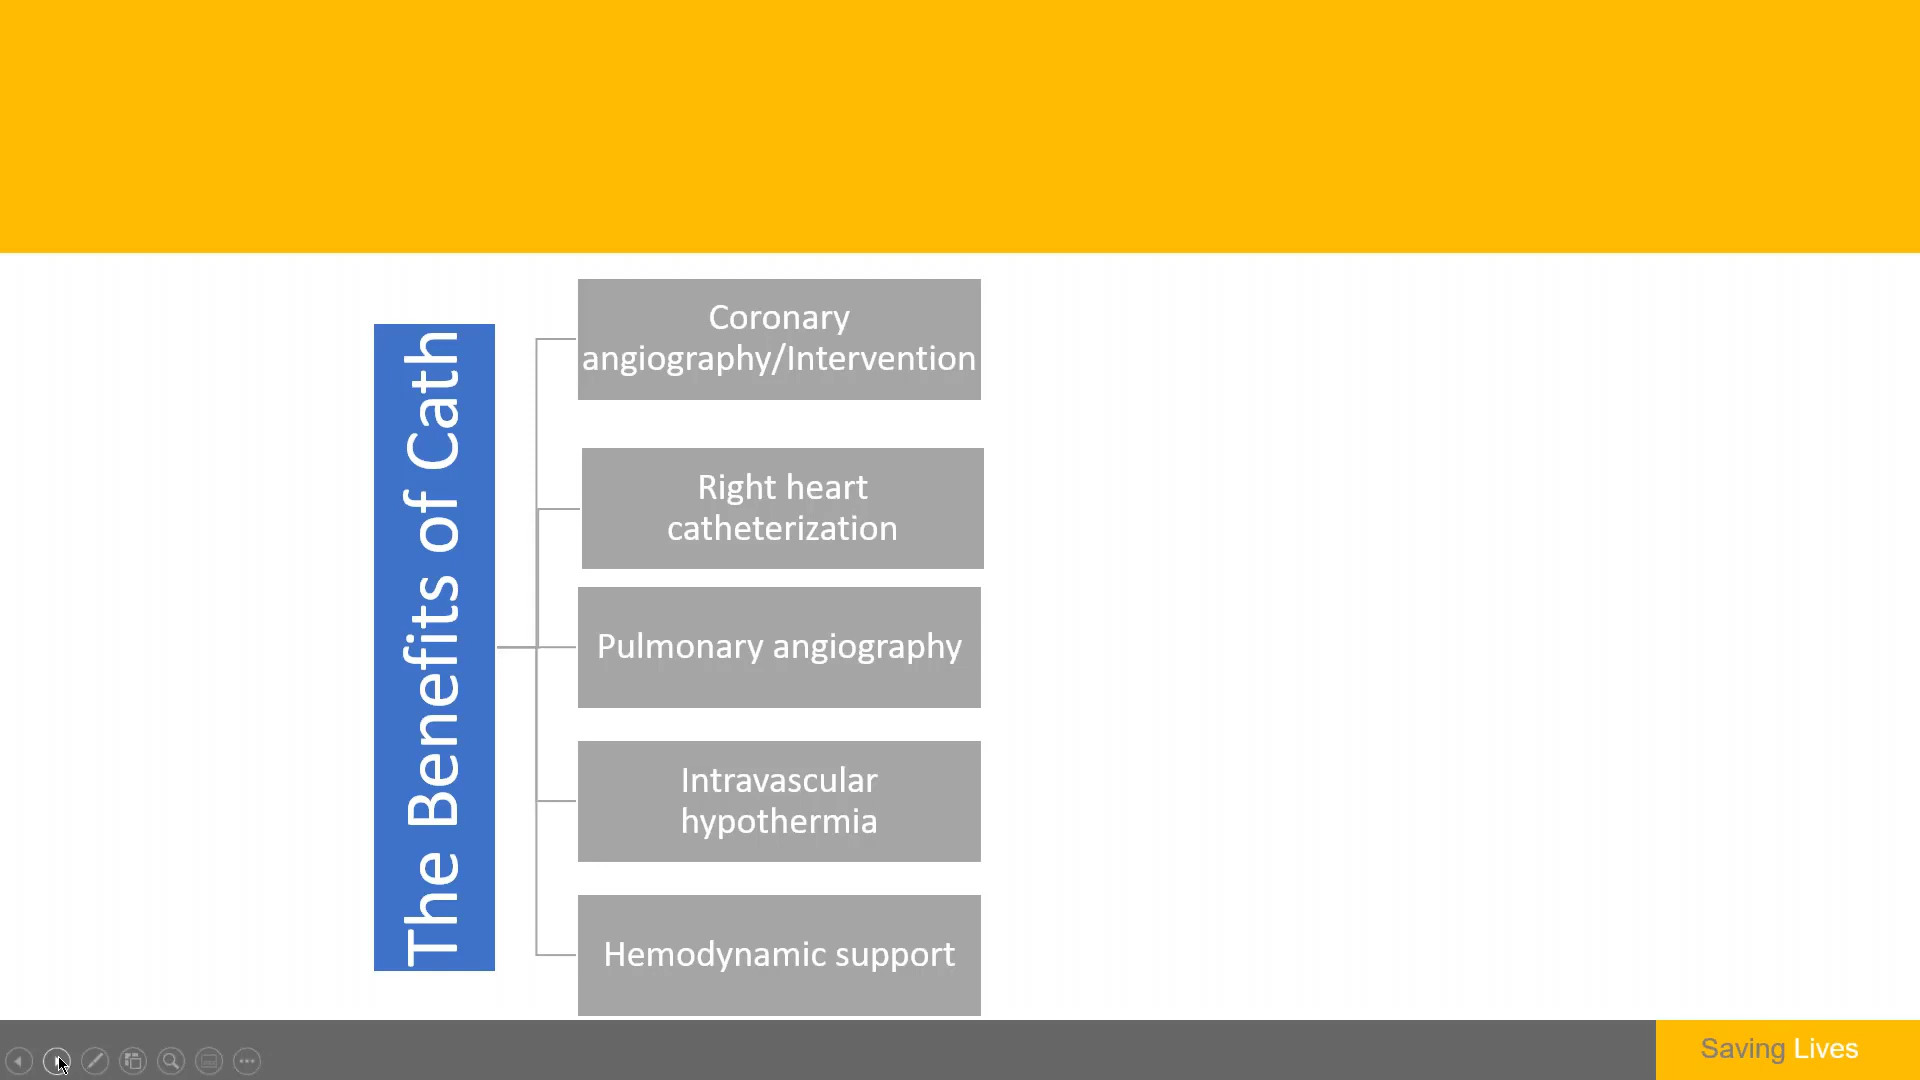 The Benefits of Cath
Coronary
angiography/Intervention
Right heart
catheterization
Pulmonary angiography
Intravascular
hypothermia
Hemodynamic support
Saving Lives